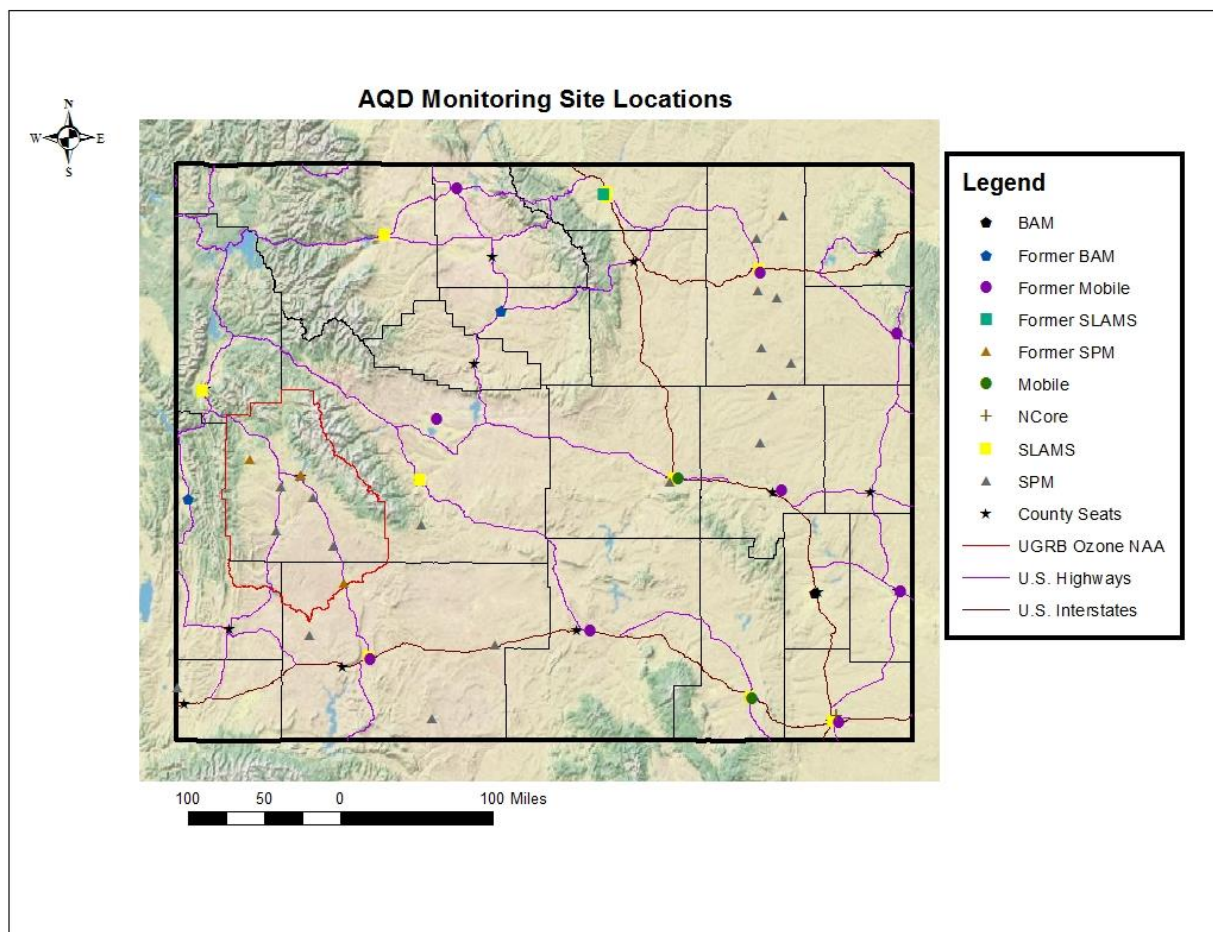 AQD Monitoring Site Locations
N
W E
S
Legend
BAM
Former BAM
Former Mobile
Former SLAMS
Former SPM
Mobile
NCore
SLAMS
SPM
County Seats
UGRB Ozone NAA
U.S. Highways
U.S. Interstates
100 50 0 100 Miles